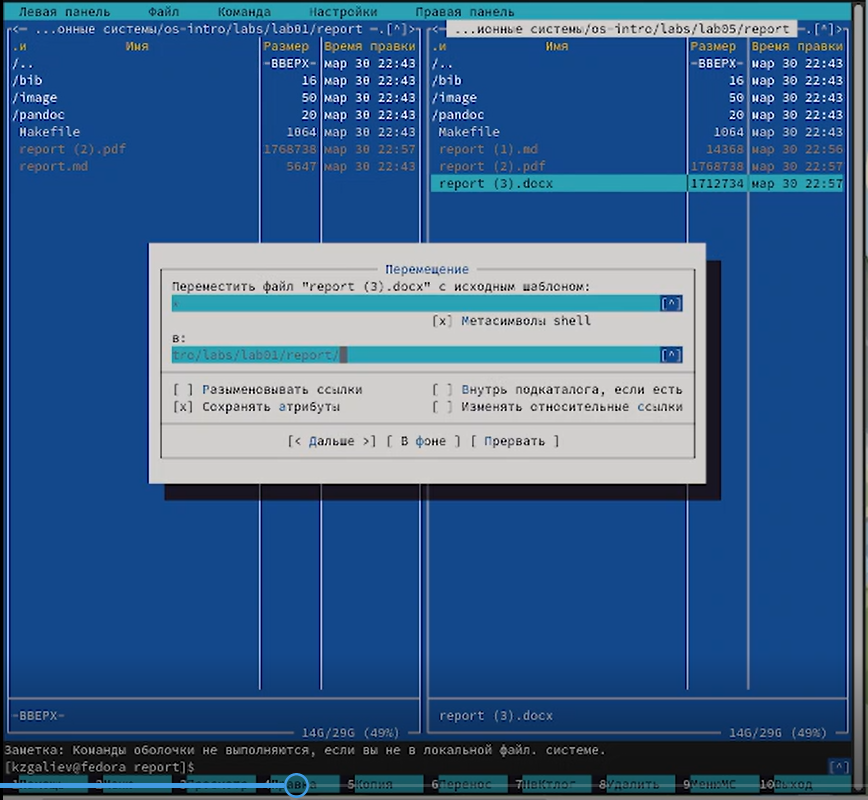 Левая панель Файл Команда Настройки Правая панель
<─ ...онные системы/os-intro/labs/lab01/report ─.[^]>
<─ ...ионные системы/os-intro/labs/lab05/report ─.[^]>
.и Имя Размер Время правки
/.. -ВВЕРХ- мар 30 22:43
/bib 16 мар 30 22:43
/image 50 мар 30 22:43
/pandoc 20 мар 30 22:43
Makefile 1064 мар 30 22:43
report (2).pdf 1768738 мар 30 22:57
report.md 5647 мар 30 22:43
.и Имя Размер Время правки
/.. -ВВЕРХ- мар 30 22:43
/bib 16 мар 30 22:43
/image 50 мар 30 22:43
/pandoc 20 мар 30 22:43
Makefile 1064 мар 30 22:43
report (1).md 14368 мар 30 22:56
report (2).pdf 1768738 мар 30 22:57
report (3).docx 1712734 мар 30 22:57
Перемещение
Переместить файл "report (3).docx" с исходным шаблоном:
* [^]
[x] Метасимволы shell
в:
tro/labs/lab01/report/ [^]
[ ] Разыменовывать ссылки [ ] Внутрь подкаталога, если есть
[x] Сохранять атрибуты [ ] Изменять относительные ссылки
[< Дальше >] [ В фоне ] [ Прервать ]
-ВВЕРХ-
14G/29G (49%)
report (3).docx
14G/29G (49%)
Заметка: Команды оболочки не выполняются, если вы не в локальной файл. системе.
[kzgaliev@fedora report]$ [^]
1Помощь 2Меню 3Просмотр 4Правка 5Копия 6Перенос 7НвКтлог 8Удалить 9МенюMC 10Выход